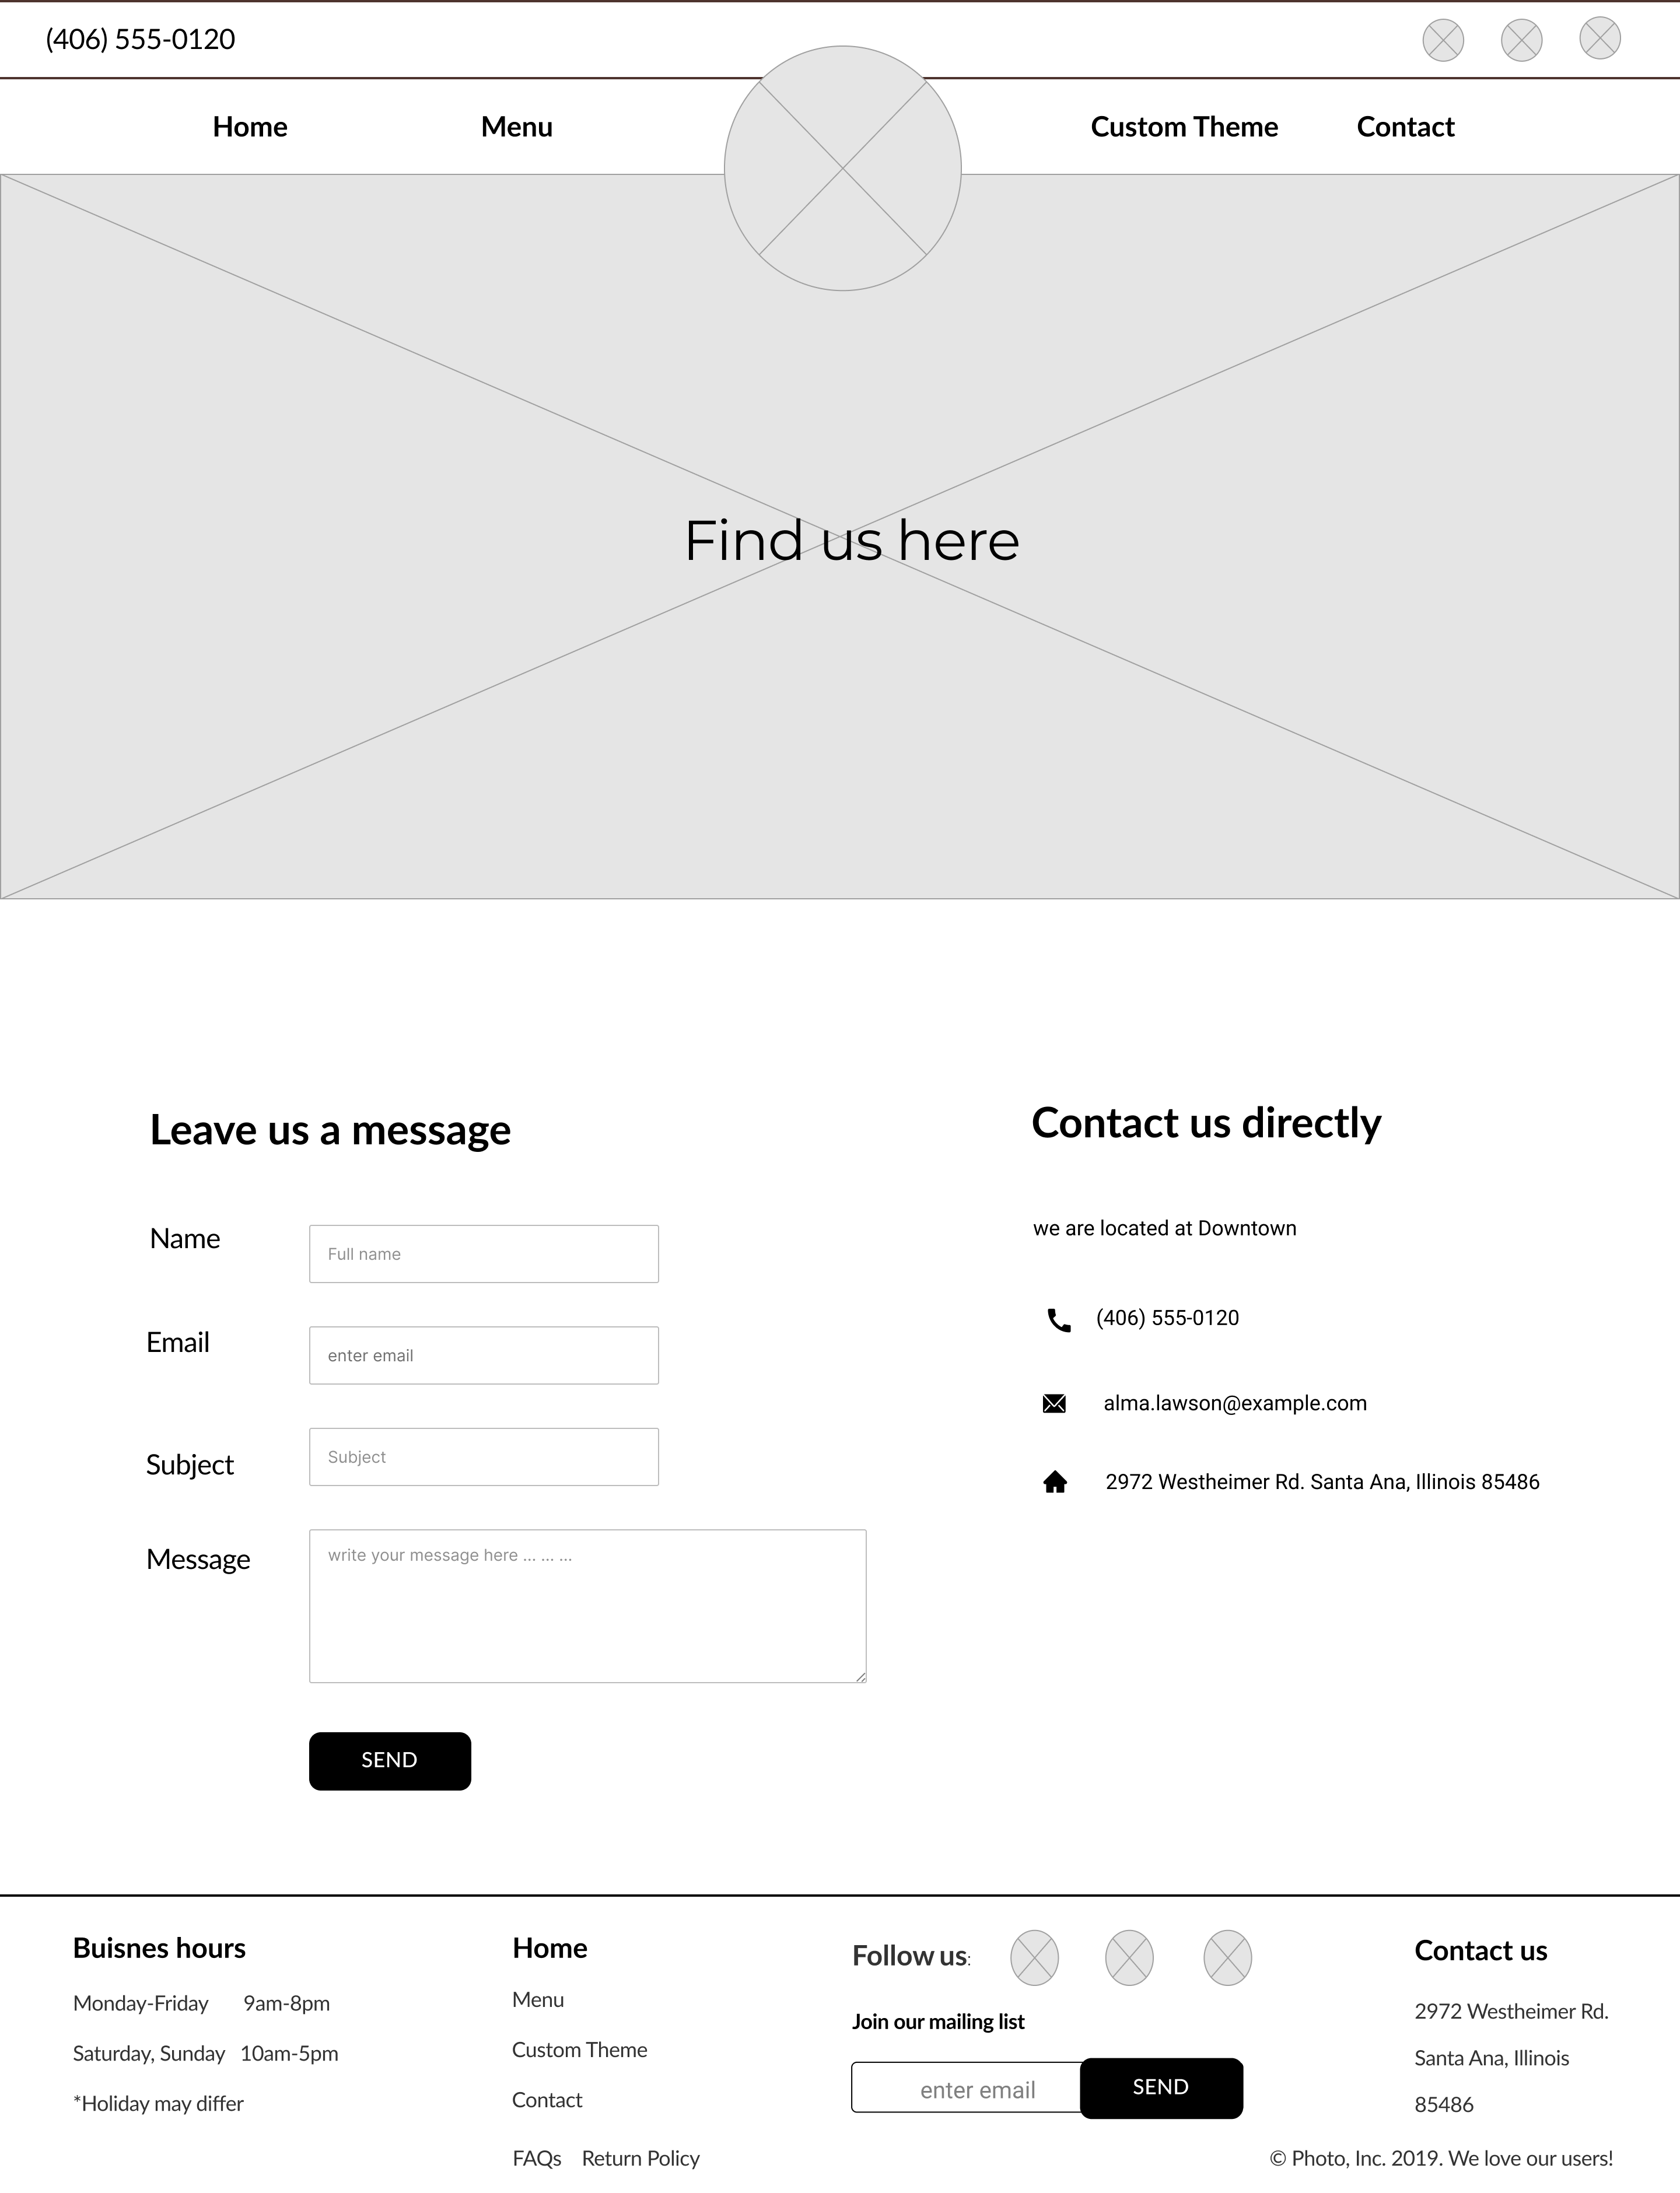 (406) 555-0120
Home
Menu
Custom Theme
Contact
Find us here
Leave us a message
Name
Full name
Email
enter email
Subject
Subject
Message
write your message here ... ... ...
SEND
Contact us directly
we are located at Downtown
(406) 555-0120
alma.lawson@example.com
2972 Westheimer Rd. Santa Ana, Illinois 85486
Buisnes hours
Monday-Friday 9am-8pm
Saturday, Sunday 10am-5pm
*Holiday may differ
Home
Menu
Custom Theme
Contact
FAQs Return Policy
Follow us:
Join our mailing list
enter email
SEND
Contact us
2972 Westheimer Rd.
Santa Ana, Illinois
85486
© Photo, Inc. 2019. We love our users!